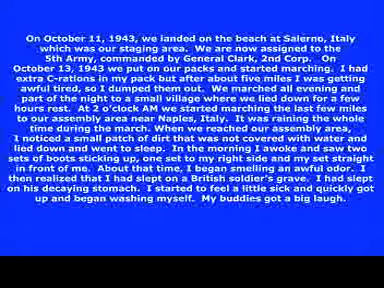 On October 11, 1943, we landed on the beach at Salerno, Italy
which was our staging area.  We are now assigned to the
5th Army, commanded by General Clark, 2nd Corp.   On
October 13, 1943 we put on our packs and started marching.  I had
extra C-rations in my pack but after about five miles I was getting
awful tired, so I dumped them out.  We marched all evening and
part of the night to a small village where we lied down for a few
hours rest.  At 2 o'clock AM we started marching the last few miles
to our assembly area near Naples, Italy.  It was raining the whole
time during the march. When we reached our assembly area,
I noticed a small patch of dirt that was not covered with water and
lied down and went to sleep.  In the morning I awoke and saw two
sets of boots sticking up, one set to my right side and my set straight
in front of me.  About that time, I began smelling an awful odor.  I
then realized that I had slept on a British soldier's grave.  I had slept
on his decaying stomach.  I started to feel a little sick and quickly got
up and began washing myself.  My buddies got a big laugh.